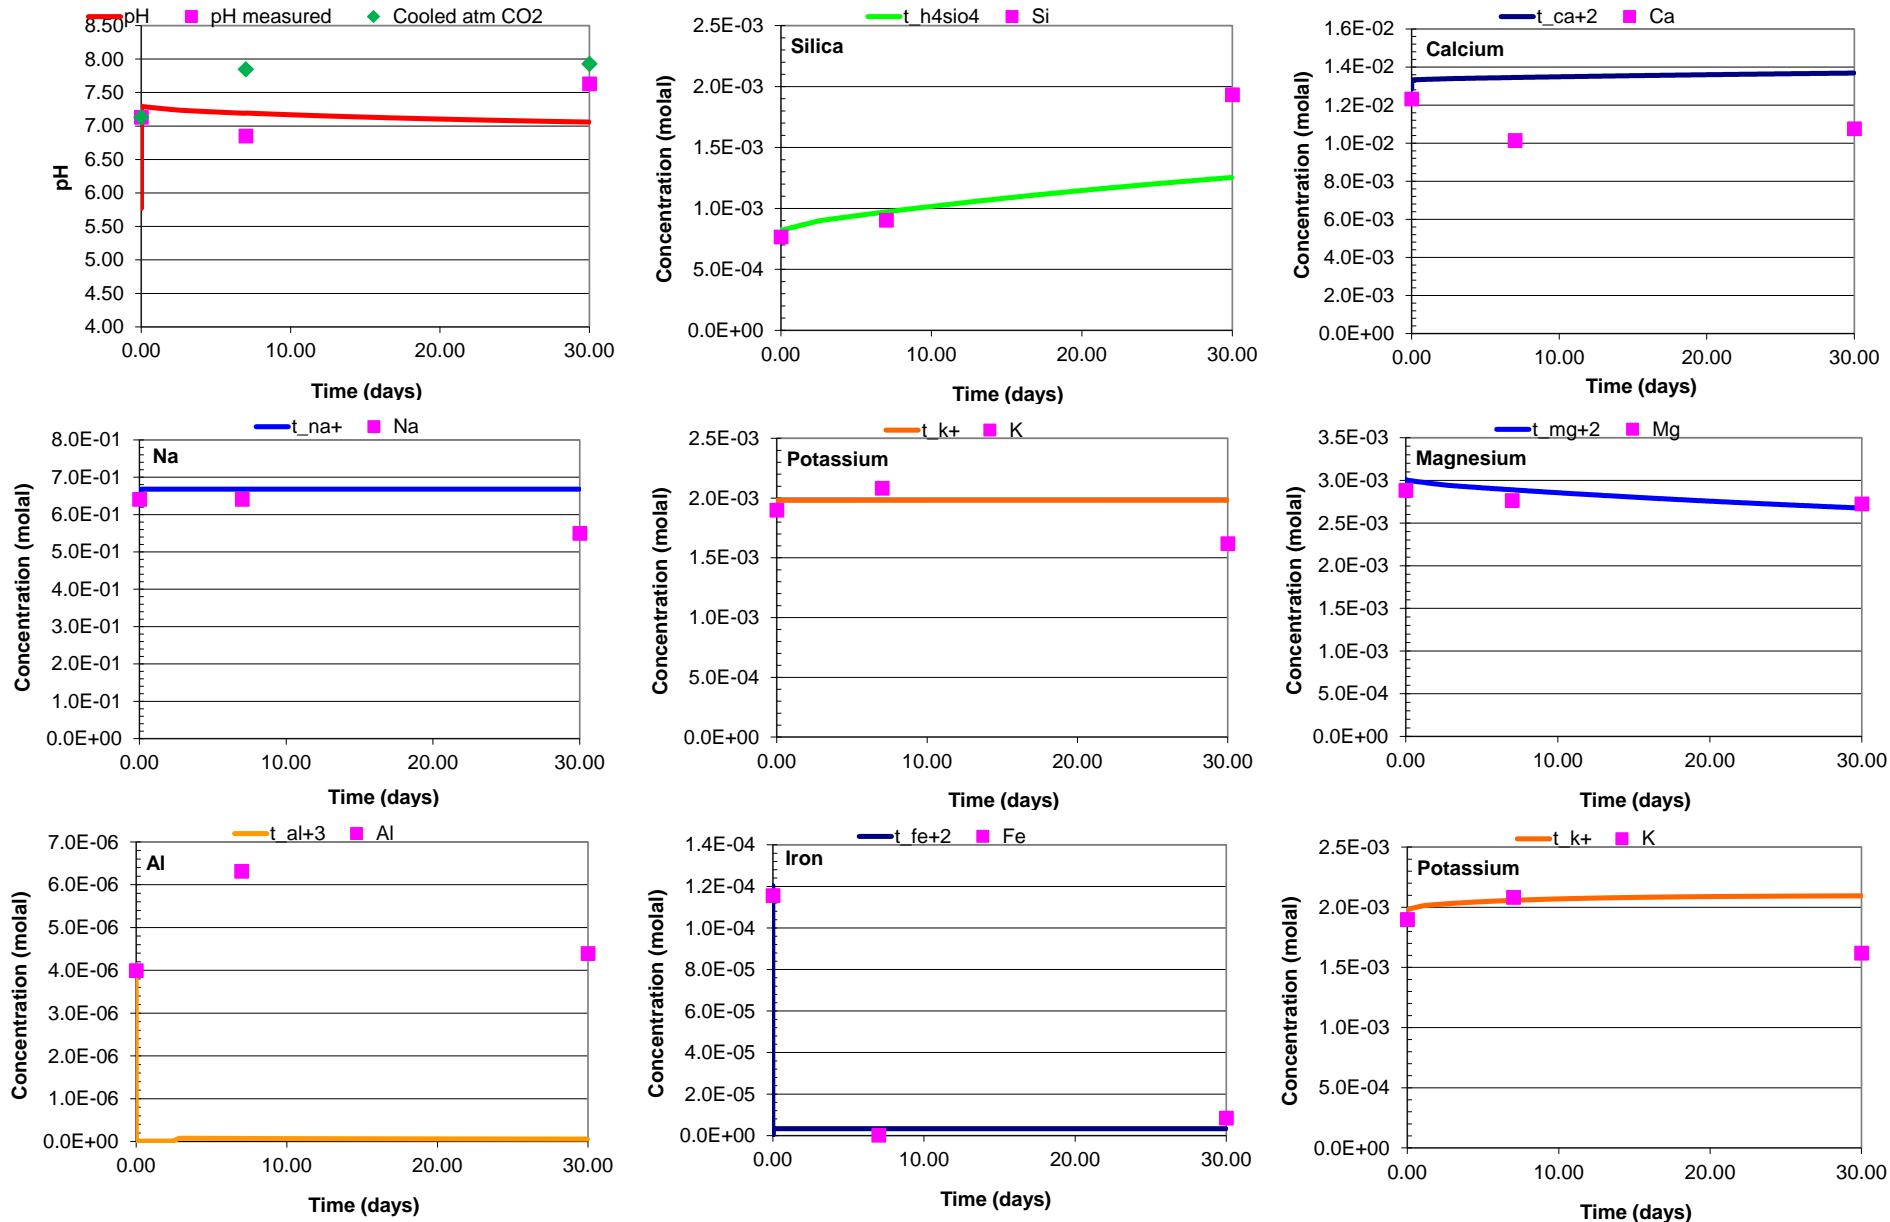 pH pH measured Cooled atm CO2
8.50
8.00
7.50
7.00
6.50
6.00
5.50
5.00
4.50
4.00
pH
0.00 10.00 20.00 30.00
Time (days)
t_h4sio4 Si
Silica
2.5E-03
2.0E-03
1.5E-03
1.0E-03
5.0E-04
0.0E+00
Concentration (molal)
0.00 10.00 20.00 30.00
Time (days)
t_ca+2 Ca
Calcium
1.6E-02
1.4E-02
1.2E-02
1.0E-02
8.0E-03
6.0E-03
4.0E-03
2.0E-03
0.0E+00
Concentration (molal)
0.00 10.00 20.00 30.00
Time (days)
t_na+ Na
Na
8.0E-01
7.0E-01
6.0E-01
5.0E-01
4.0E-01
3.0E-01
2.0E-01
1.0E-01
0.0E+00
Concentration (molal)
0.00 10.00 20.00 30.00
Time (days)
t_k+ K
Potassium
2.5E-03
2.0E-03
1.5E-03
1.0E-03
5.0E-04
0.0E+00
Concentration (molal)
0.00 10.00 20.00 30.00
Time (days)
t_mg+2 Mg
Magnesium
3.5E-03
3.0E-03
2.5E-03
2.0E-03
1.5E-03
1.0E-03
5.0E-04
0.0E+00
Concentration (molal)
0.00 10.00 20.00 30.00
Time (days)
t_al+3 Al
Al
7.0E-06
6.0E-06
5.0E-06
4.0E-06
3.0E-06
2.0E-06
1.0E-06
0.0E+00
Concentration (molal)
0.00 10.00 20.00 30.00
Time (days)
t_fe+2 Fe
Iron
1.4E-04
1.2E-04
1.0E-04
8.0E-05
6.0E-05
4.0E-05
2.0E-05
0.0E+00
Concentration (molal)
0.00 10.00 20.00 30.00
Time (days)
t_k+ K
Potassium
2.5E-03
2.0E-03
1.5E-03
1.0E-03
5.0E-04
0.0E+00
Concentration (molal)
0.00 10.00 20.00 30.00
Time (days)